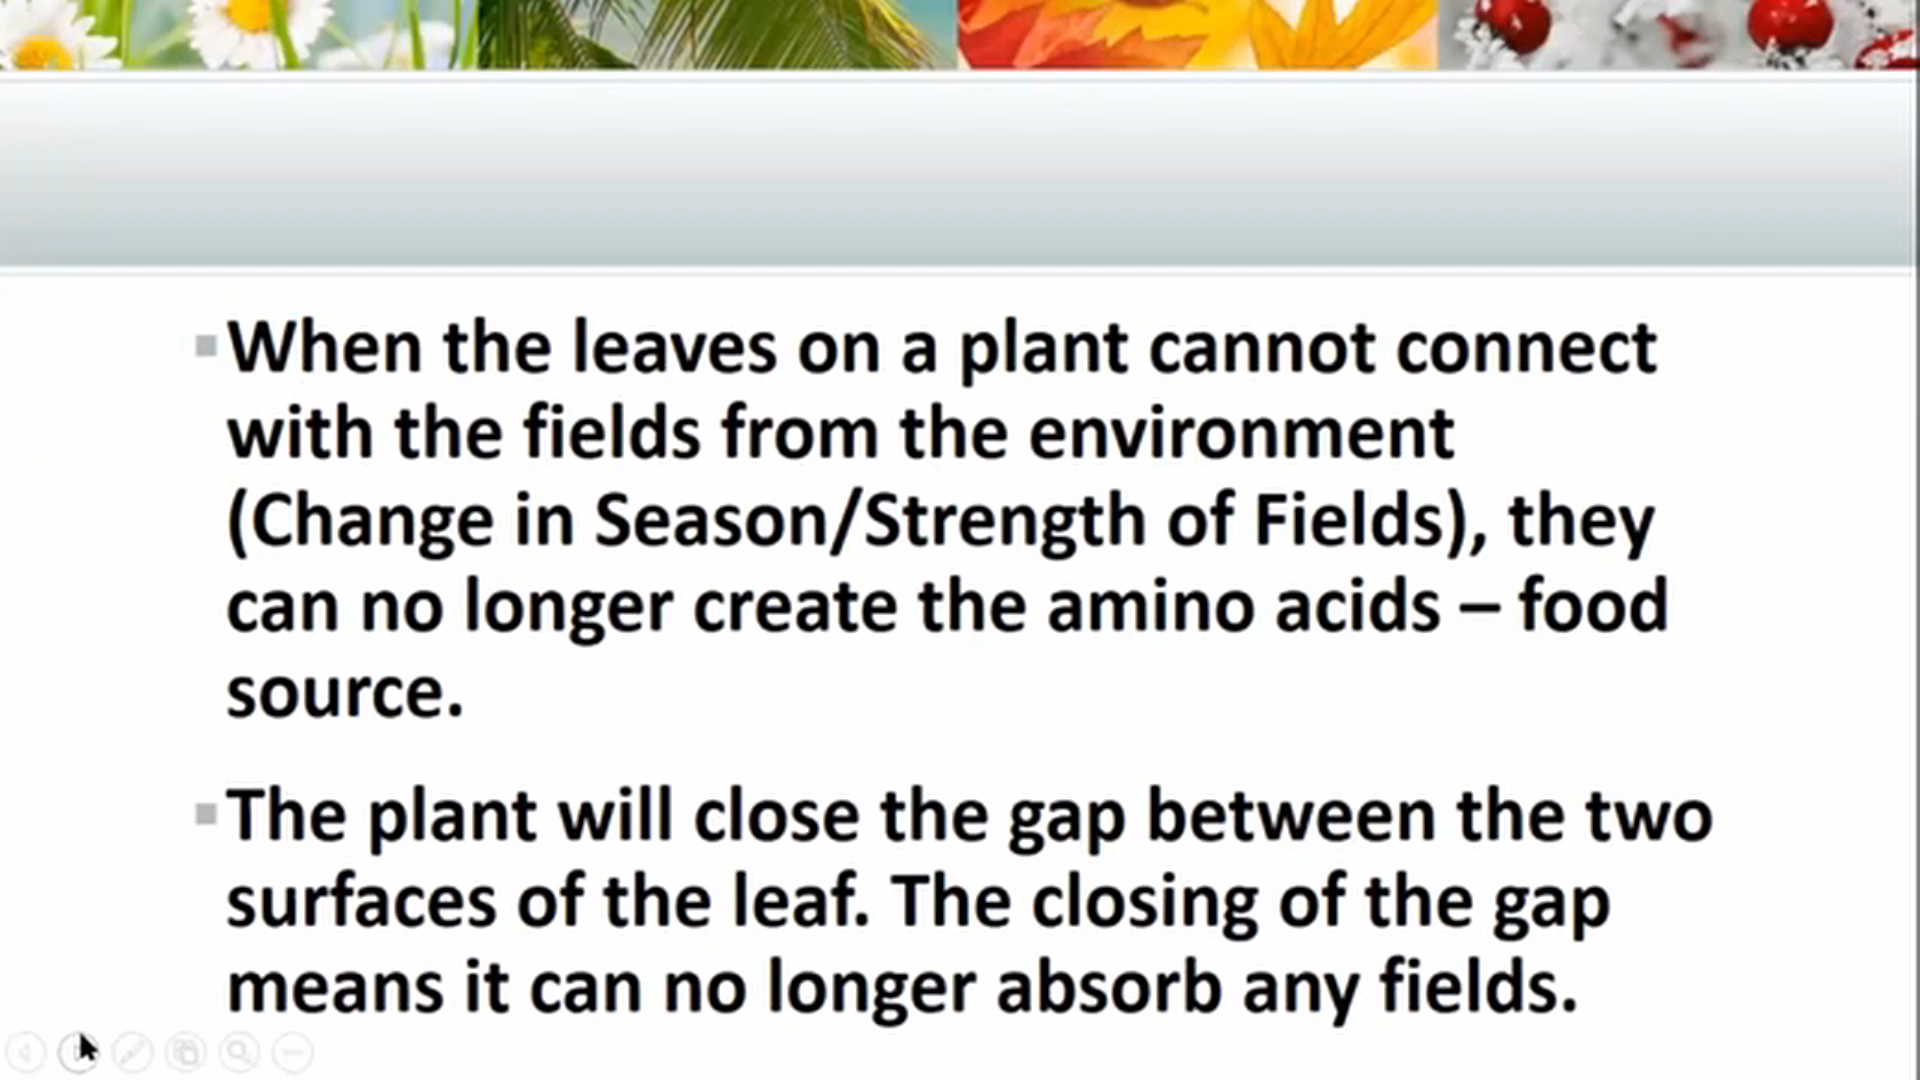 When the leaves on a plant cannot connect
with the fields from the environment
(Change in Season/Strength of Fields), they
can no longer create the amino acids – food
source.
The plant will close the gap between the two
surfaces of the leaf. The closing of the gap
means it can no longer absorb any fields.